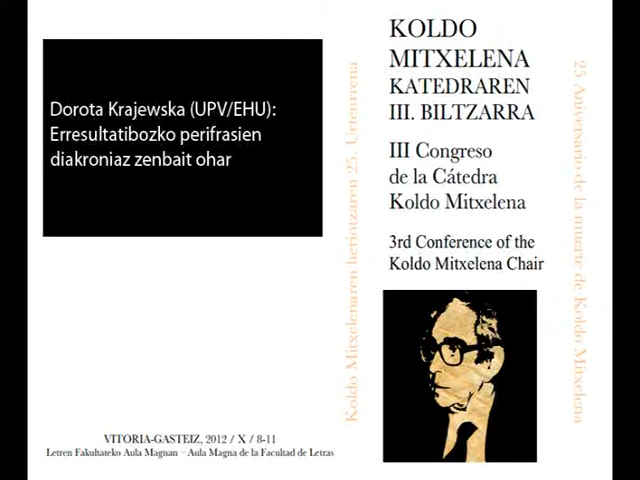 Dorota Krajewska (UPV/EHU):
Erresultatibozko perifrasien
diakroniaz zenbait ohar
Koldo Mitxelenaren heriotzaren 25. Urteurrena
KOLDO
MITXELENA
KATEDRAREN
III. BILTZARRA
III Congreso
de la Cátedra
Koldo Mitxelena
3rd Conference of the
Koldo Mitxelena Chair
25 Aniversario de la muerte de Koldo Mitxelena
VITORIA-GASTEIZ, 2012 / X / 8-11
Letren Fakultateko Aula Magnan – Aula Magna de la Facultad de Letras